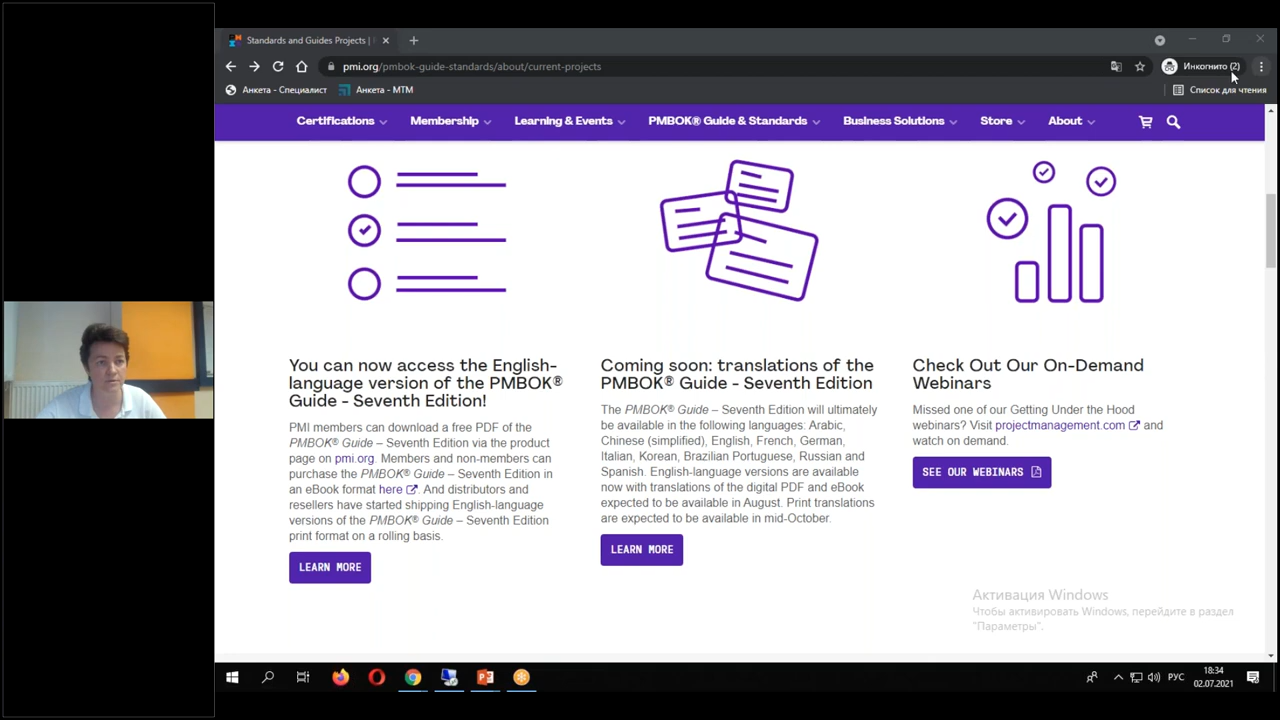 Standards and Guides Projects |
pmi.org/pmbok-guide-standards/about/current-projects
Инкогнито (2)
Анкета - Специалист
Анкета - МТМ
Список для чтения
Certifications
Membership
Learning & Events
PMBOK® Guide & Standards
Business Solutions
Store
About
You can now access the English-
language version of the PMBOK®
Guide - Seventh Edition!
PMI members can download a free PDF of the
PMBOK® Guide – Seventh Edition via the product
page on pmi.org. Members and non-members can
purchase the PMBOK® Guide – Seventh Edition in
an eBook format here. And distributors and
resellers have started shipping English-language
versions of the PMBOK® Guide – Seventh Edition
print format on a rolling basis.
LEARN MORE
Coming soon: translations of the
PMBOK® Guide - Seventh Edition
The PMBOK® Guide – Seventh Edition will ultimately
be available in the following languages: Arabic,
Chinese (simplified), English, French, German,
Italian, Korean, Brazilian Portuguese, Russian and
Spanish. English-language versions are available
now with translations of the digital PDF and eBook
expected to be available in August. Print translations
are expected to be available in mid-October.
LEARN MORE
Check Out Our On-Demand
Webinars
Missed one of our Getting Under the Hood
webinars? Visit projectmanagement.com and
watch on demand.
SEE OUR WEBINARS
Активация Windows
Чтобы активировать Windows, перейдите в раздел
"Параметры".
РУС
18:34
02.07.2021